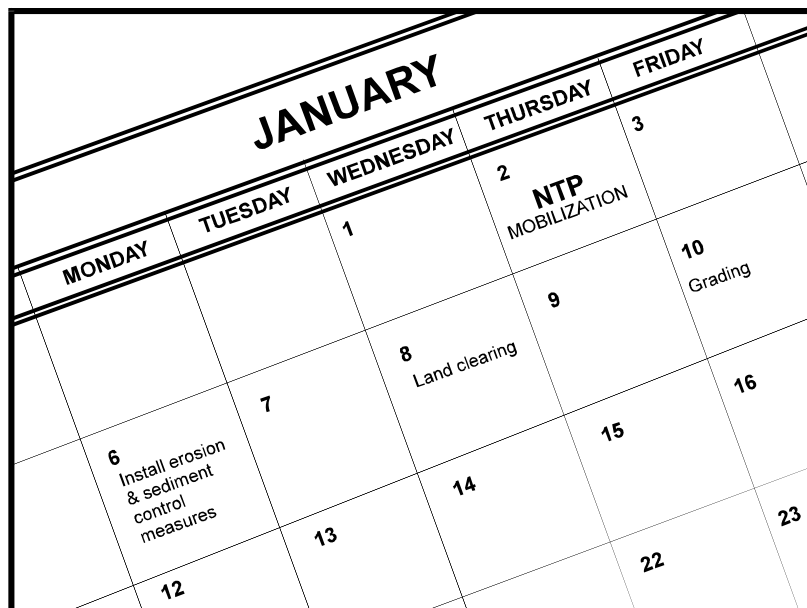 JANUARY
MONDAY
TUESDAY
WEDNESDAY
THURSDAY
FRIDAY
1
2
NTP
MOBILIZATION
3
6
Install erosion
& sediment
control
measures
7
8
Land clearing
9
10
Grading
12
13
14
15
16
22
23